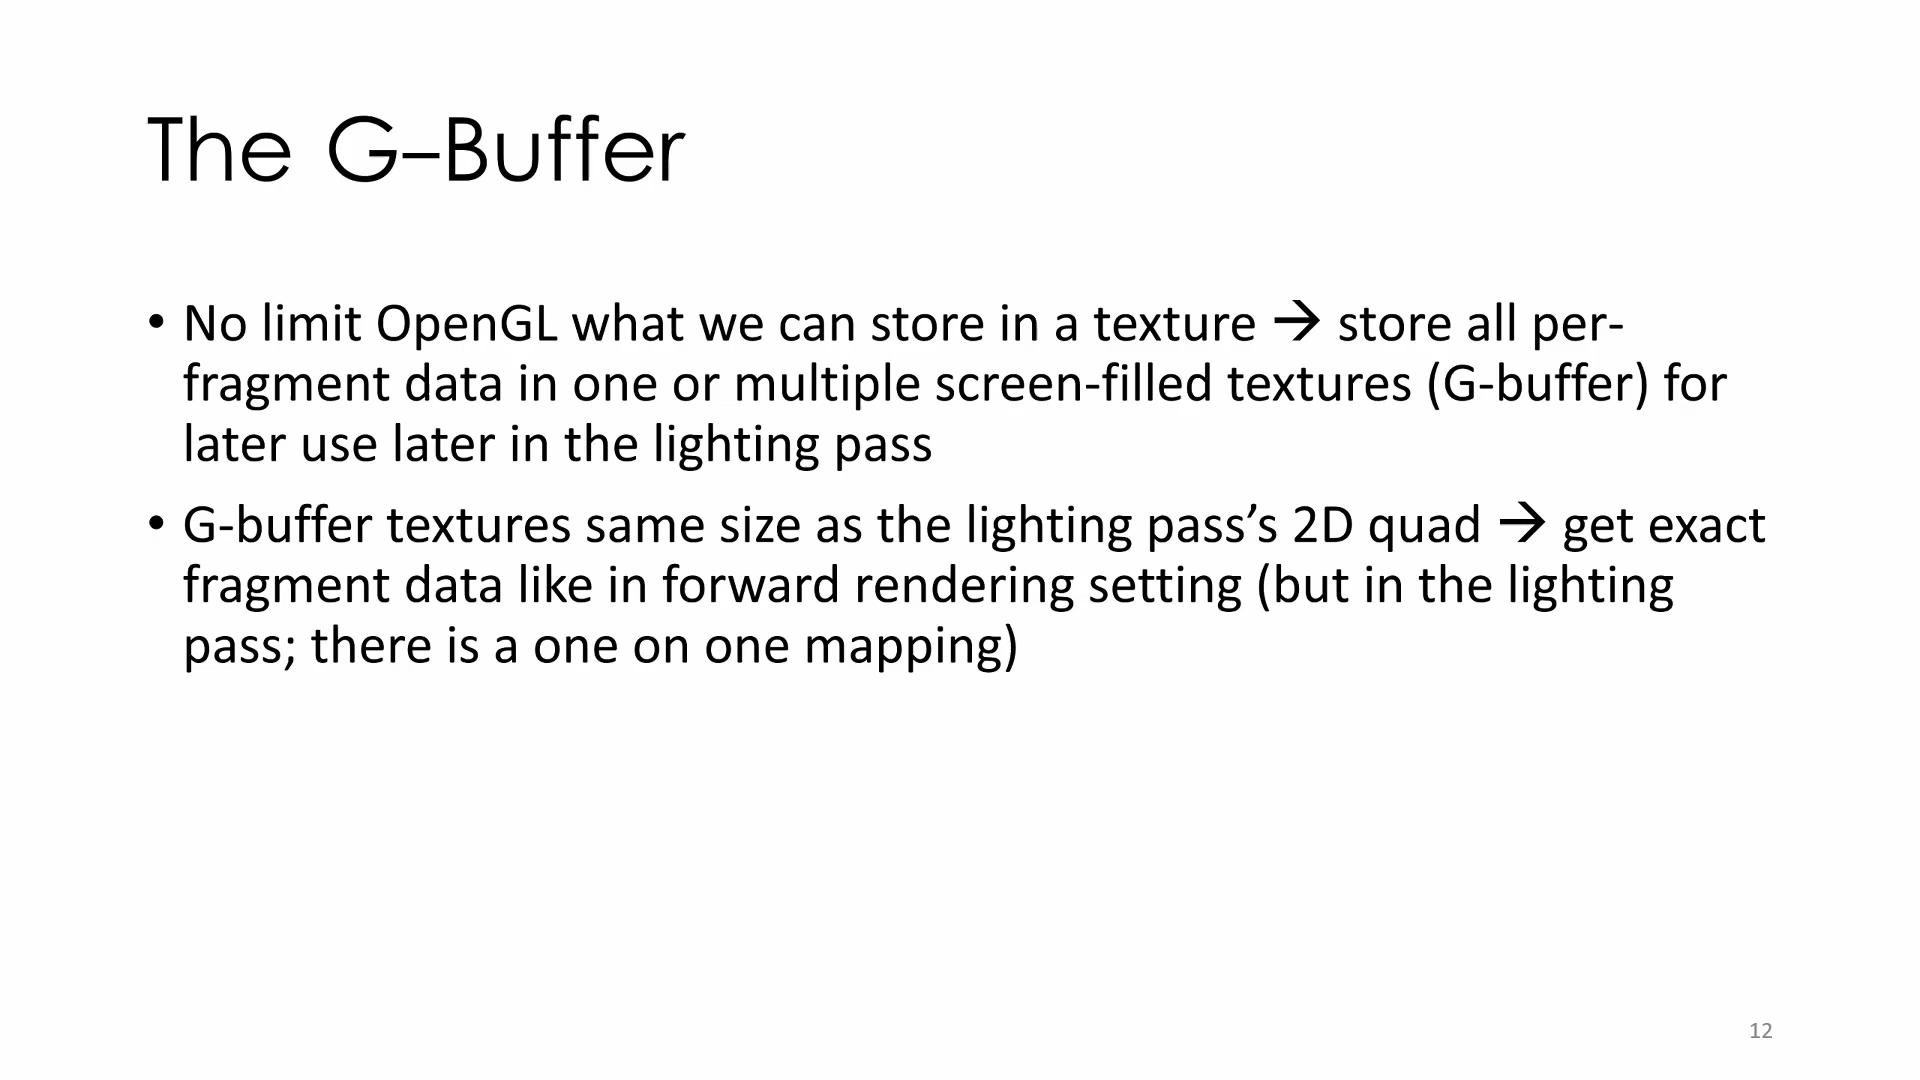 The G–Buffer
• No limit OpenGL what we can store in a texture → store all per-
fragment data in one or multiple screen-filled textures (G-buffer) for
later use later in the lighting pass
• G-buffer textures same size as the lighting pass’s 2D quad → get exact
fragment data like in forward rendering setting (but in the lighting
pass; there is a one on one mapping)
12